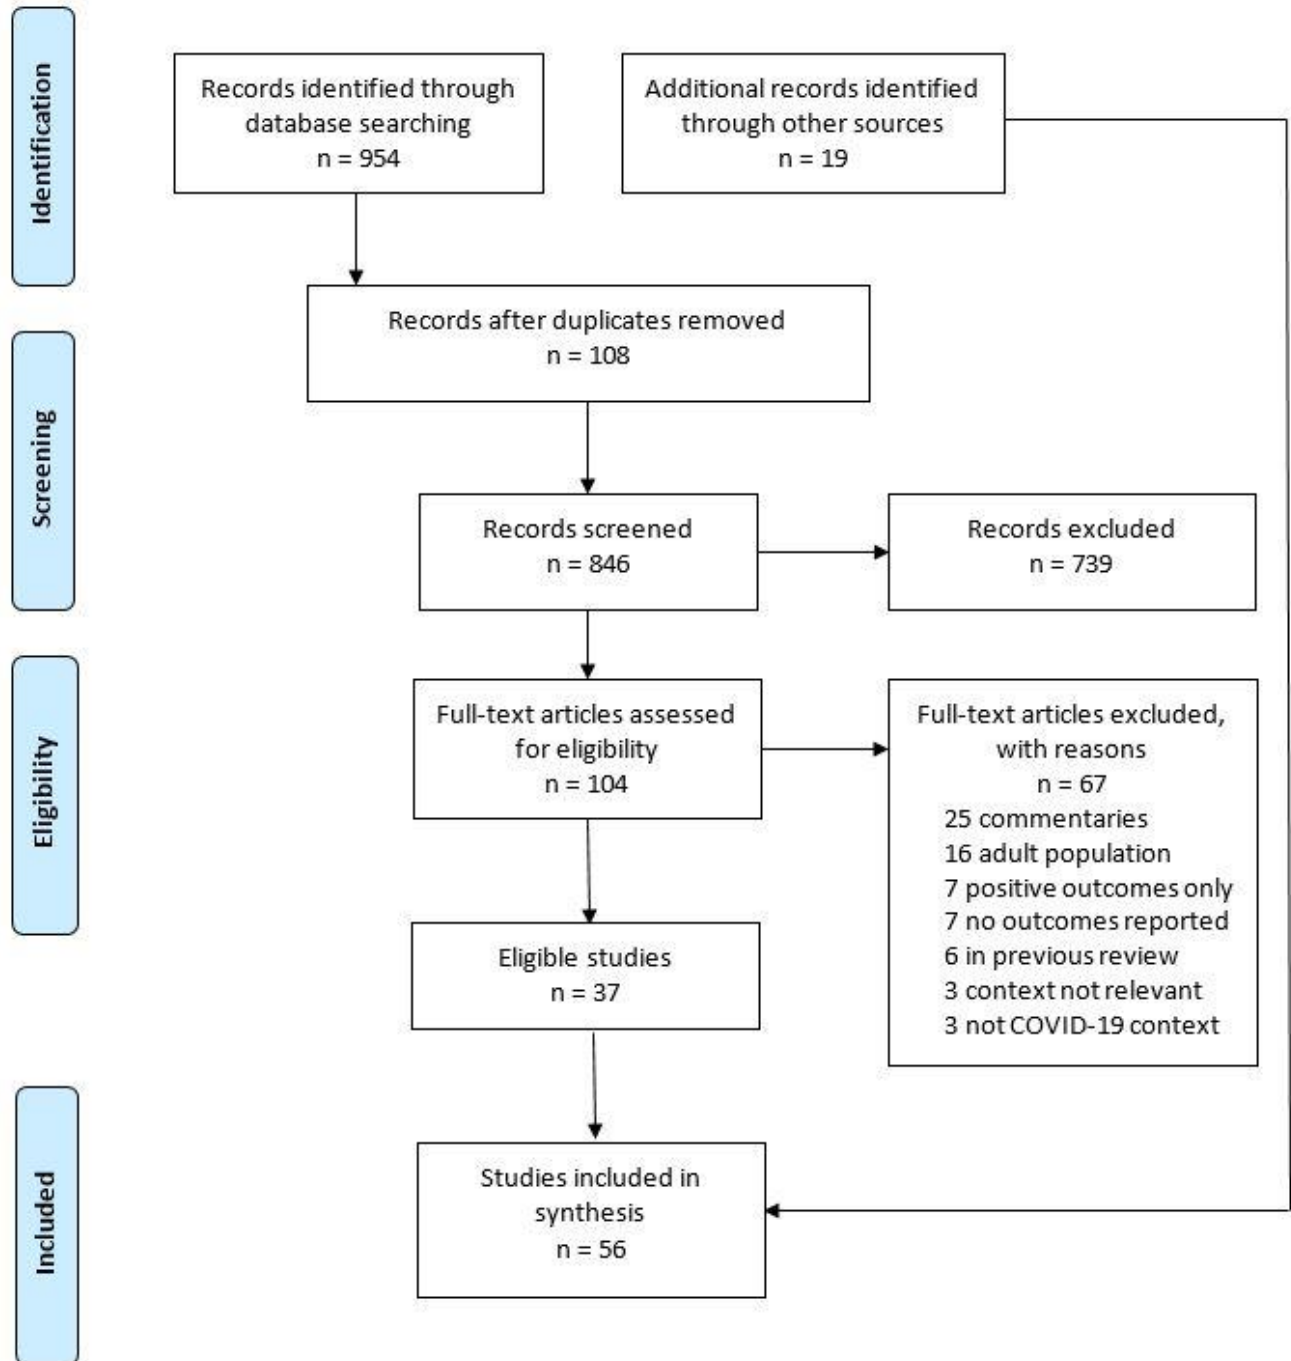 Identification
Records identified through
database searching
n = 954
Additional records identified
through other sources
n = 19
Records after duplicates removed
n = 108
Screening
Records screened
n = 846
Records excluded
n = 739
Eligibility
Full-text articles assessed
for eligibility
n = 104
Full-text articles excluded,
with reasons
n = 67
25 commentaries
16 adult population
7 positive outcomes only
7 no outcomes reported
6 in previous review
3 context not relevant
3 not COVID-19 context
Eligible studies
n = 37
Included
Studies included in
synthesis
n = 56